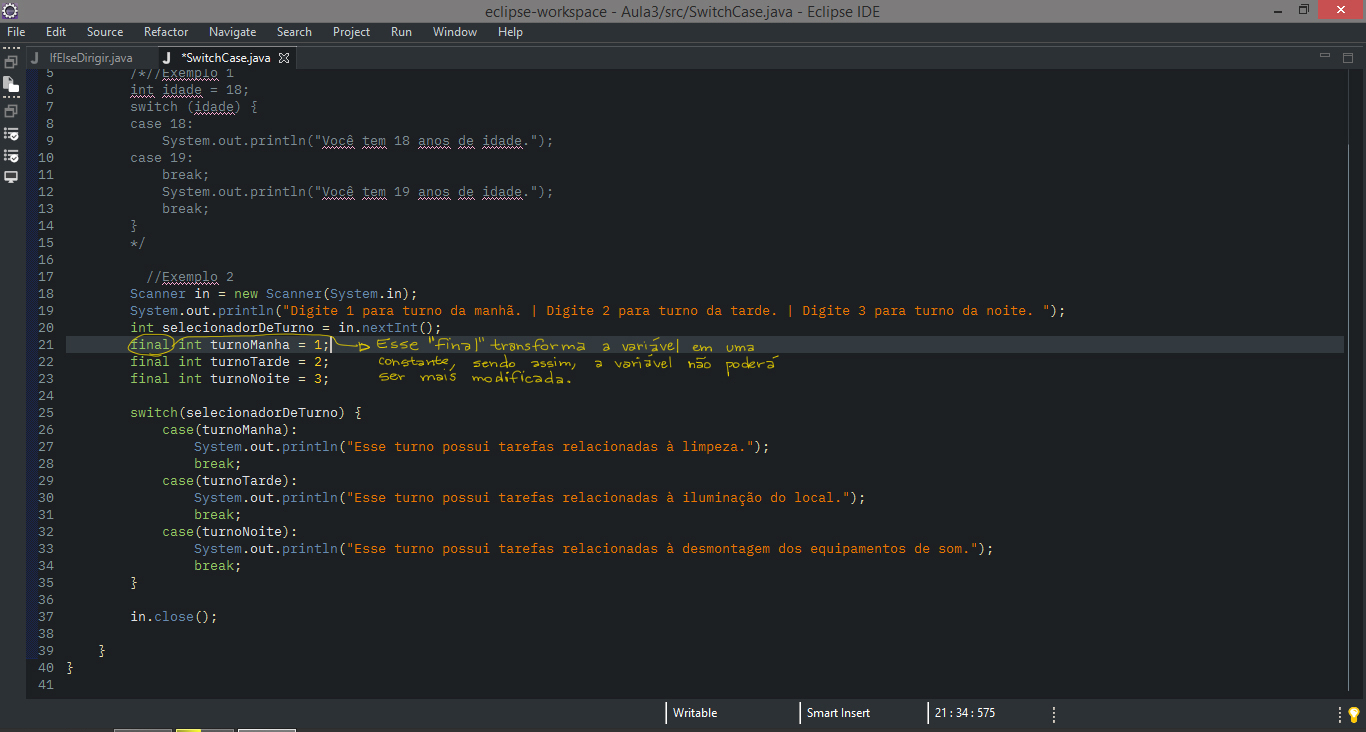 eclipse-workspace - Aula3/src/SwitchCase.java - Eclipse IDE
File Edit Source Refactor Navigate Search Project Run Window Help
IfElseDirigir.java *SwitchCase.java
5 /*//Exemplo 1
6 int idade = 18;
7 switch (idade) {
8 case 18:
9 System.out.println("Você tem 18 anos de idade.");
10 case 19:
11 break;
12 System.out.println("Você tem 19 anos de idade.");
13 break;
14 }
15 */
16
17 //Exemplo 2
18 Scanner in = new Scanner(System.in);
19 System.out.println("Digite 1 para turno da manhã. | Digite 2 para turno da tarde. | Digite 3 para turno da noite. ");
20 int selecionadorDeTurno = in.nextInt();
21 final int turnoManha = 1; Esse "final" transforma a variável em uma
22 final int turnoTarde = 2; constante, sendo assim, a variável não poderá
23 final int turnoNoite = 3; ser mais modificada.
24
25 switch(selecionadorDeTurno) {
26 case(turnoManha):
27 System.out.println("Esse turno possui tarefas relacionadas à limpeza.");
28 break;
29 case(turnoTarde):
30 System.out.println("Esse turno possui tarefas relacionadas à iluminação do local.");
31 break;
32 case(turnoNoite):
33 System.out.println("Esse turno possui tarefas relacionadas à desmontagem dos equipamentos de som.");
34 break;
35 }
36
37 in.close();
38
39 }
40 }
41
Writable Smart Insert 21 : 34 : 575